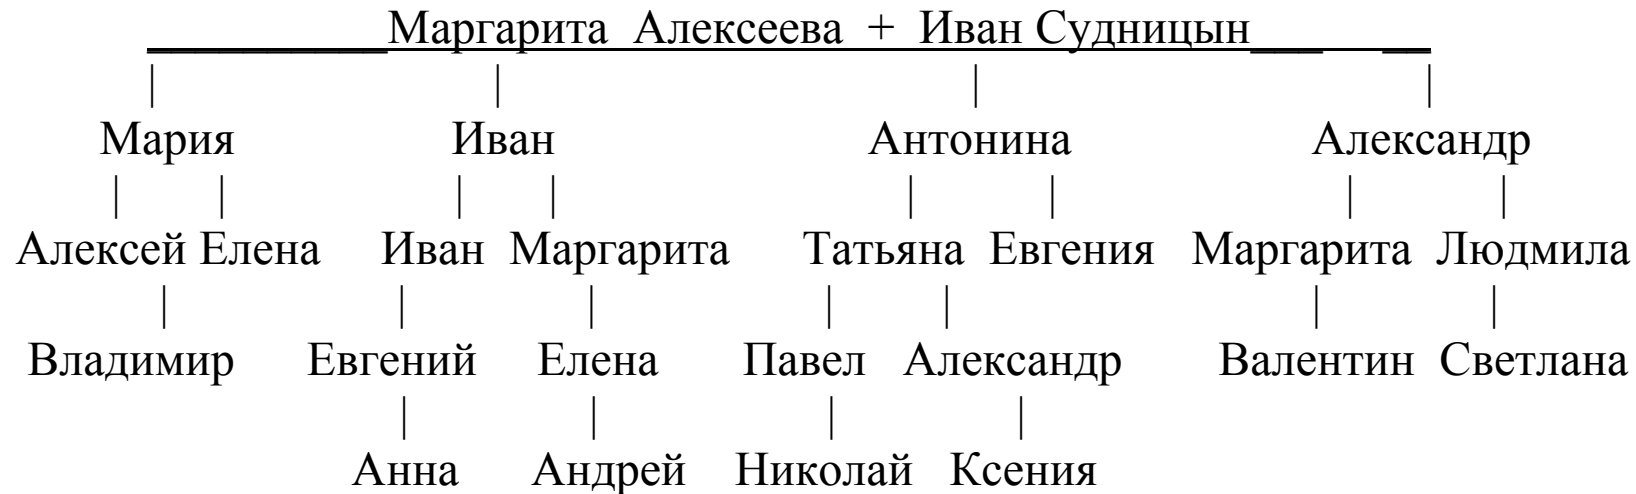 Маргарита Алексеева + Иван Судницын
Мария Иван Антонина Александр
Алексей Елена Иван Маргарита Татьяна Евгения Маргарита Людмила
Владимир Евгений Елена Павел Александр Валентин Светлана
Анна Андрей Николай Ксения